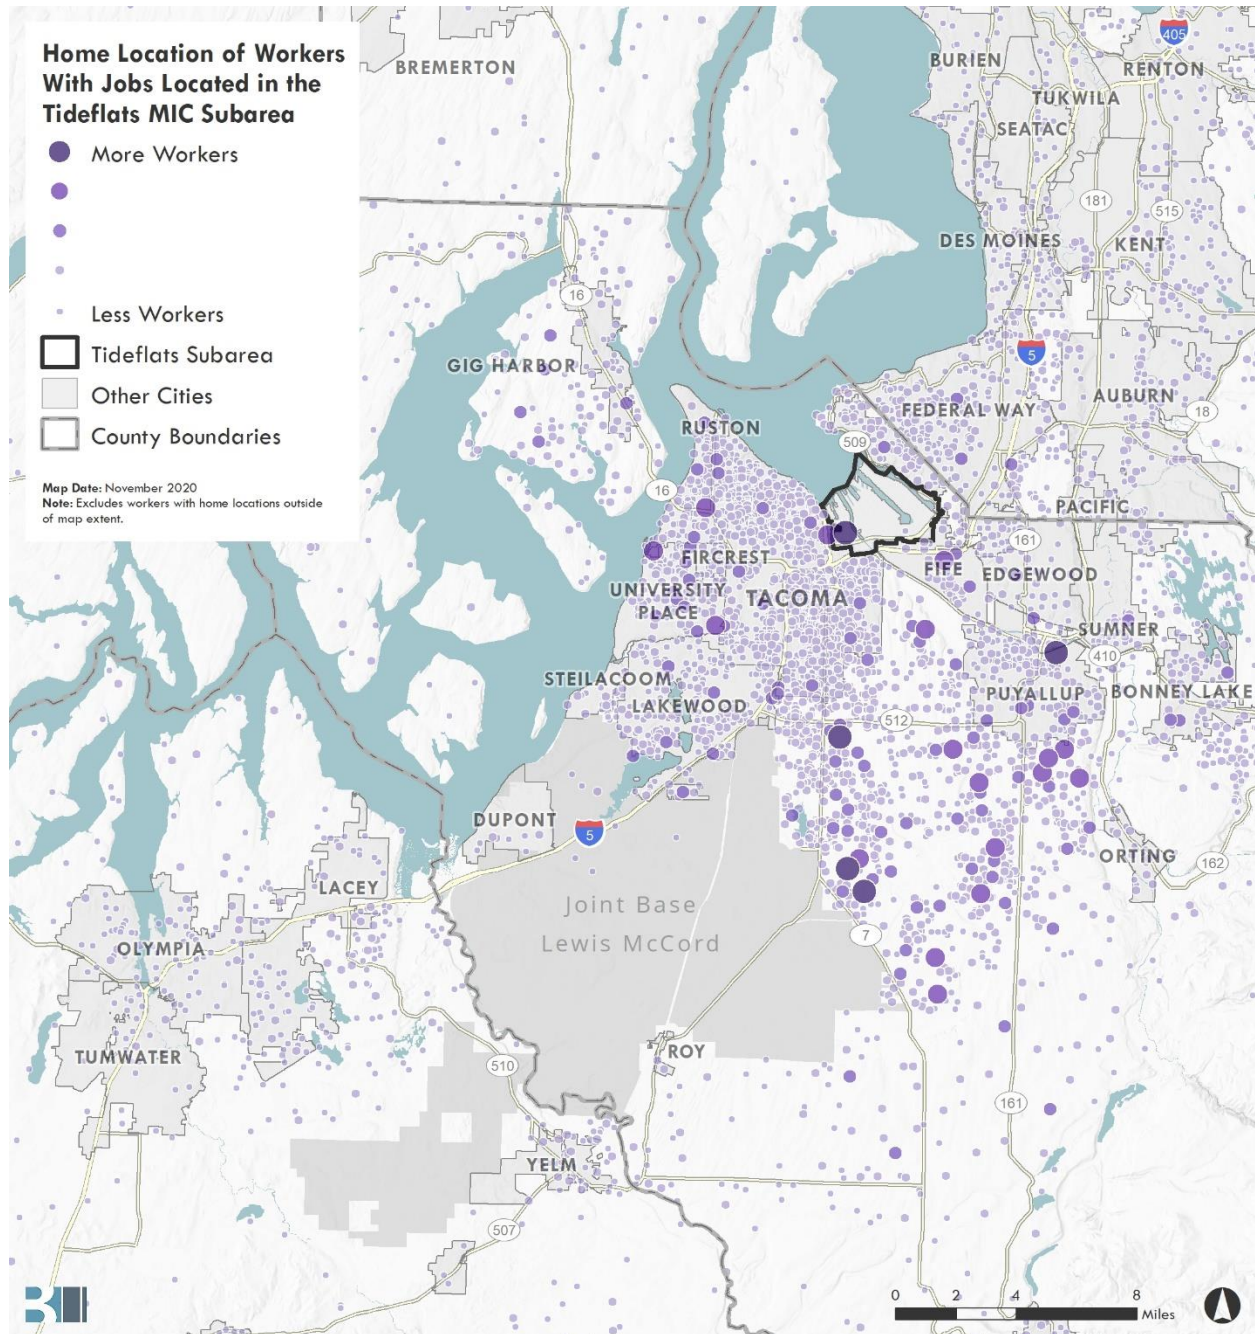 Home Location of Workers
With Jobs Located in the
Tideflats MIC Subarea
More Workers
Less Workers
Tideflats Subarea
Other Cities
County Boundaries
Map Date: November 2020
Note: Excludes workers with home locations outside
of map extent.
BREMERTON
BURIEN
405
RENTON
TUKWILA
SEATAC
181
515
DES MOINES
KENT
16
GIG HARBOR
5
AUBURN
FEDERAL WAY
18
RUSTON
509
16
PACIFIC
161
FIRCREST
FIFE
EDGEWOOD
UNIVERSITY
PLACE
TACOMA
SUMNER
410
STEILACOOM
LAKEWOOD
PUYALLUP
BONNEY LAKE
512
DUPONT
5
ORTING
162
LACEY
Joint Base
Lewis McCord
7
OLYMPIA
TUMWATER
ROY
510
161
YELM
507
0 2 4 8
Miles